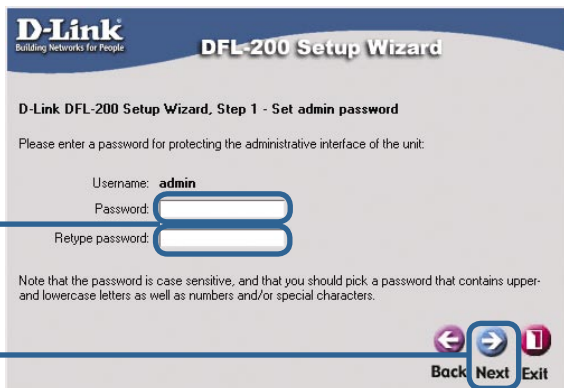 D-Link
Building Networks for People
DFL-200 Setup Wizard
D-Link DFL-200 Setup Wizard, Step 1 - Set admin password
Please enter a password for protecting the administrative interface of the unit:
Username: admin
Password:
Retype password:
Note that the password is case sensitive, and that you should pick a password that contains upper-
and lowercase letters as well as numbers and/or special characters.
Back Next Exit